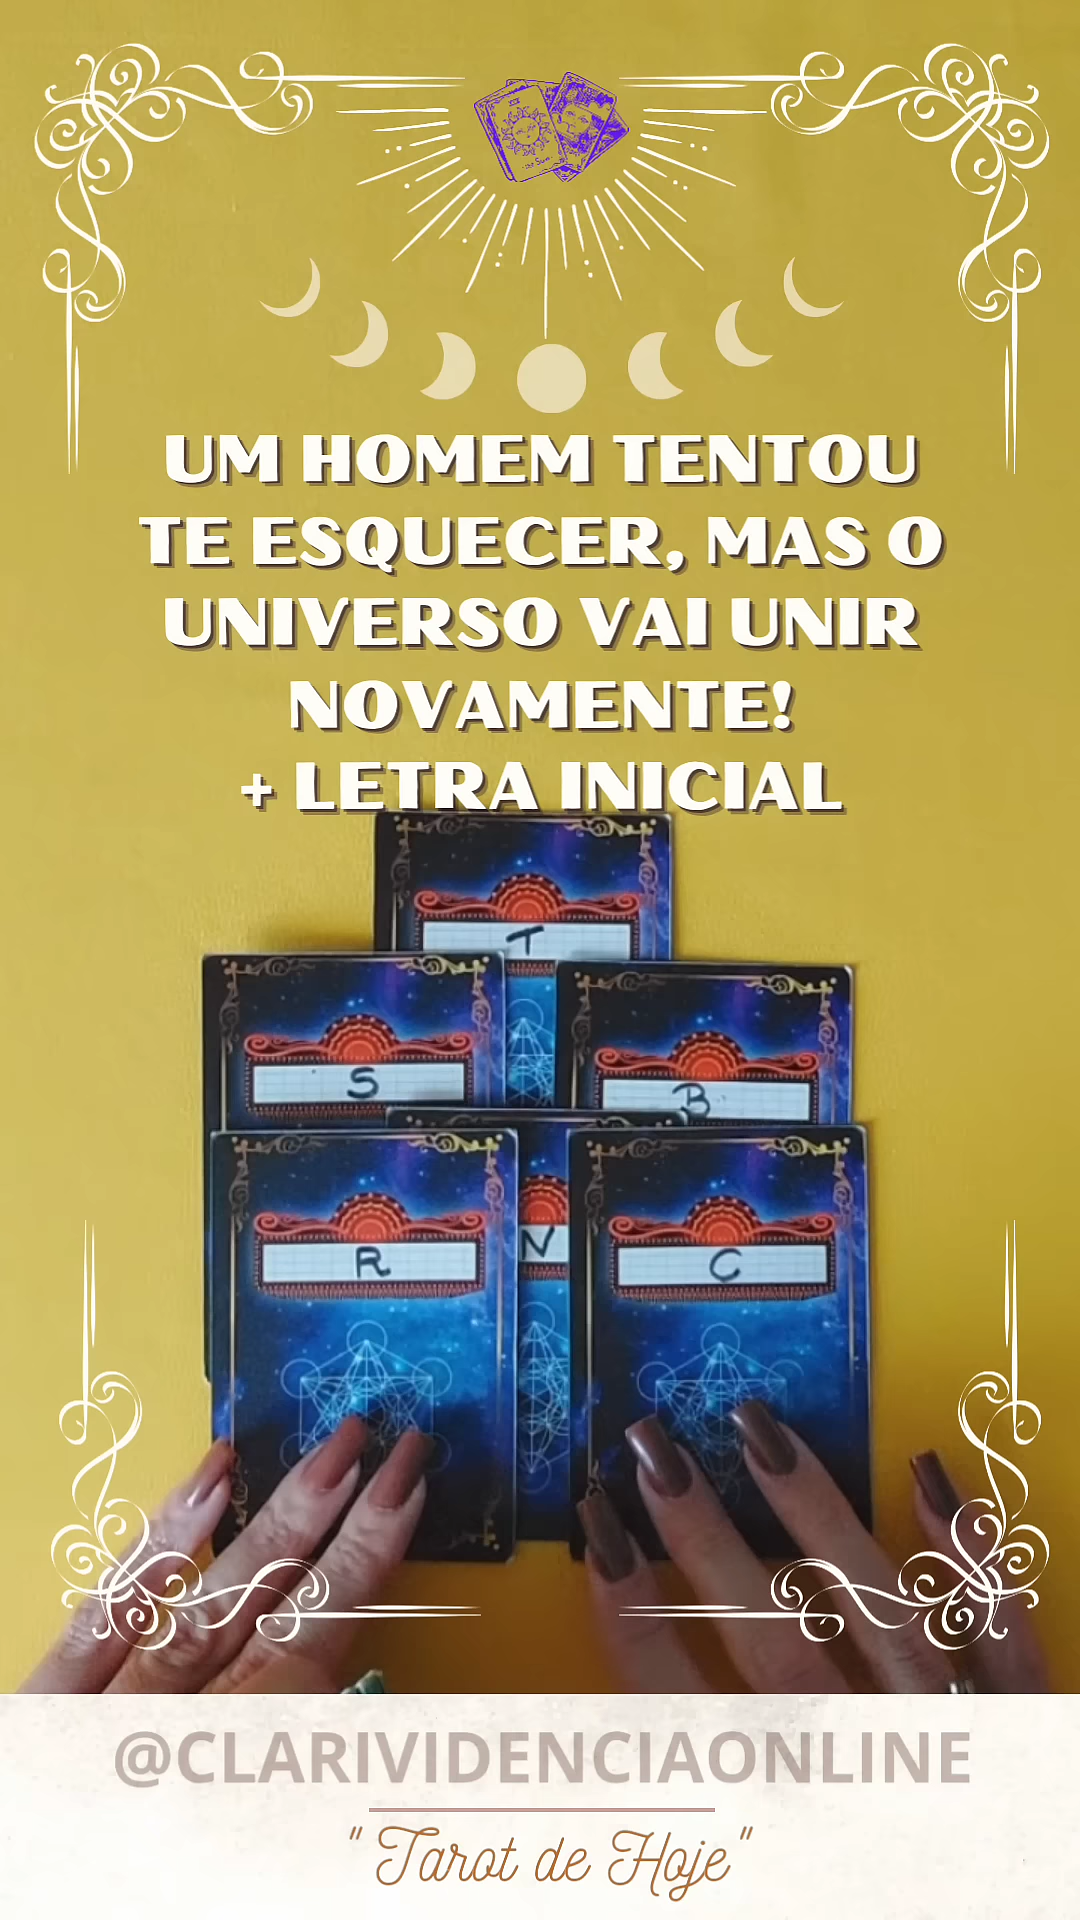 UM HOMEM TENTOU
TE ESQUECER, MAS O
UNIVERSO VAI UNIR
NOVAMENTE!
+ LETRA INICIAL
T
S
B
R
N
C
@CLARIVIDENCIAONLINE
"Tarot de Hoje"